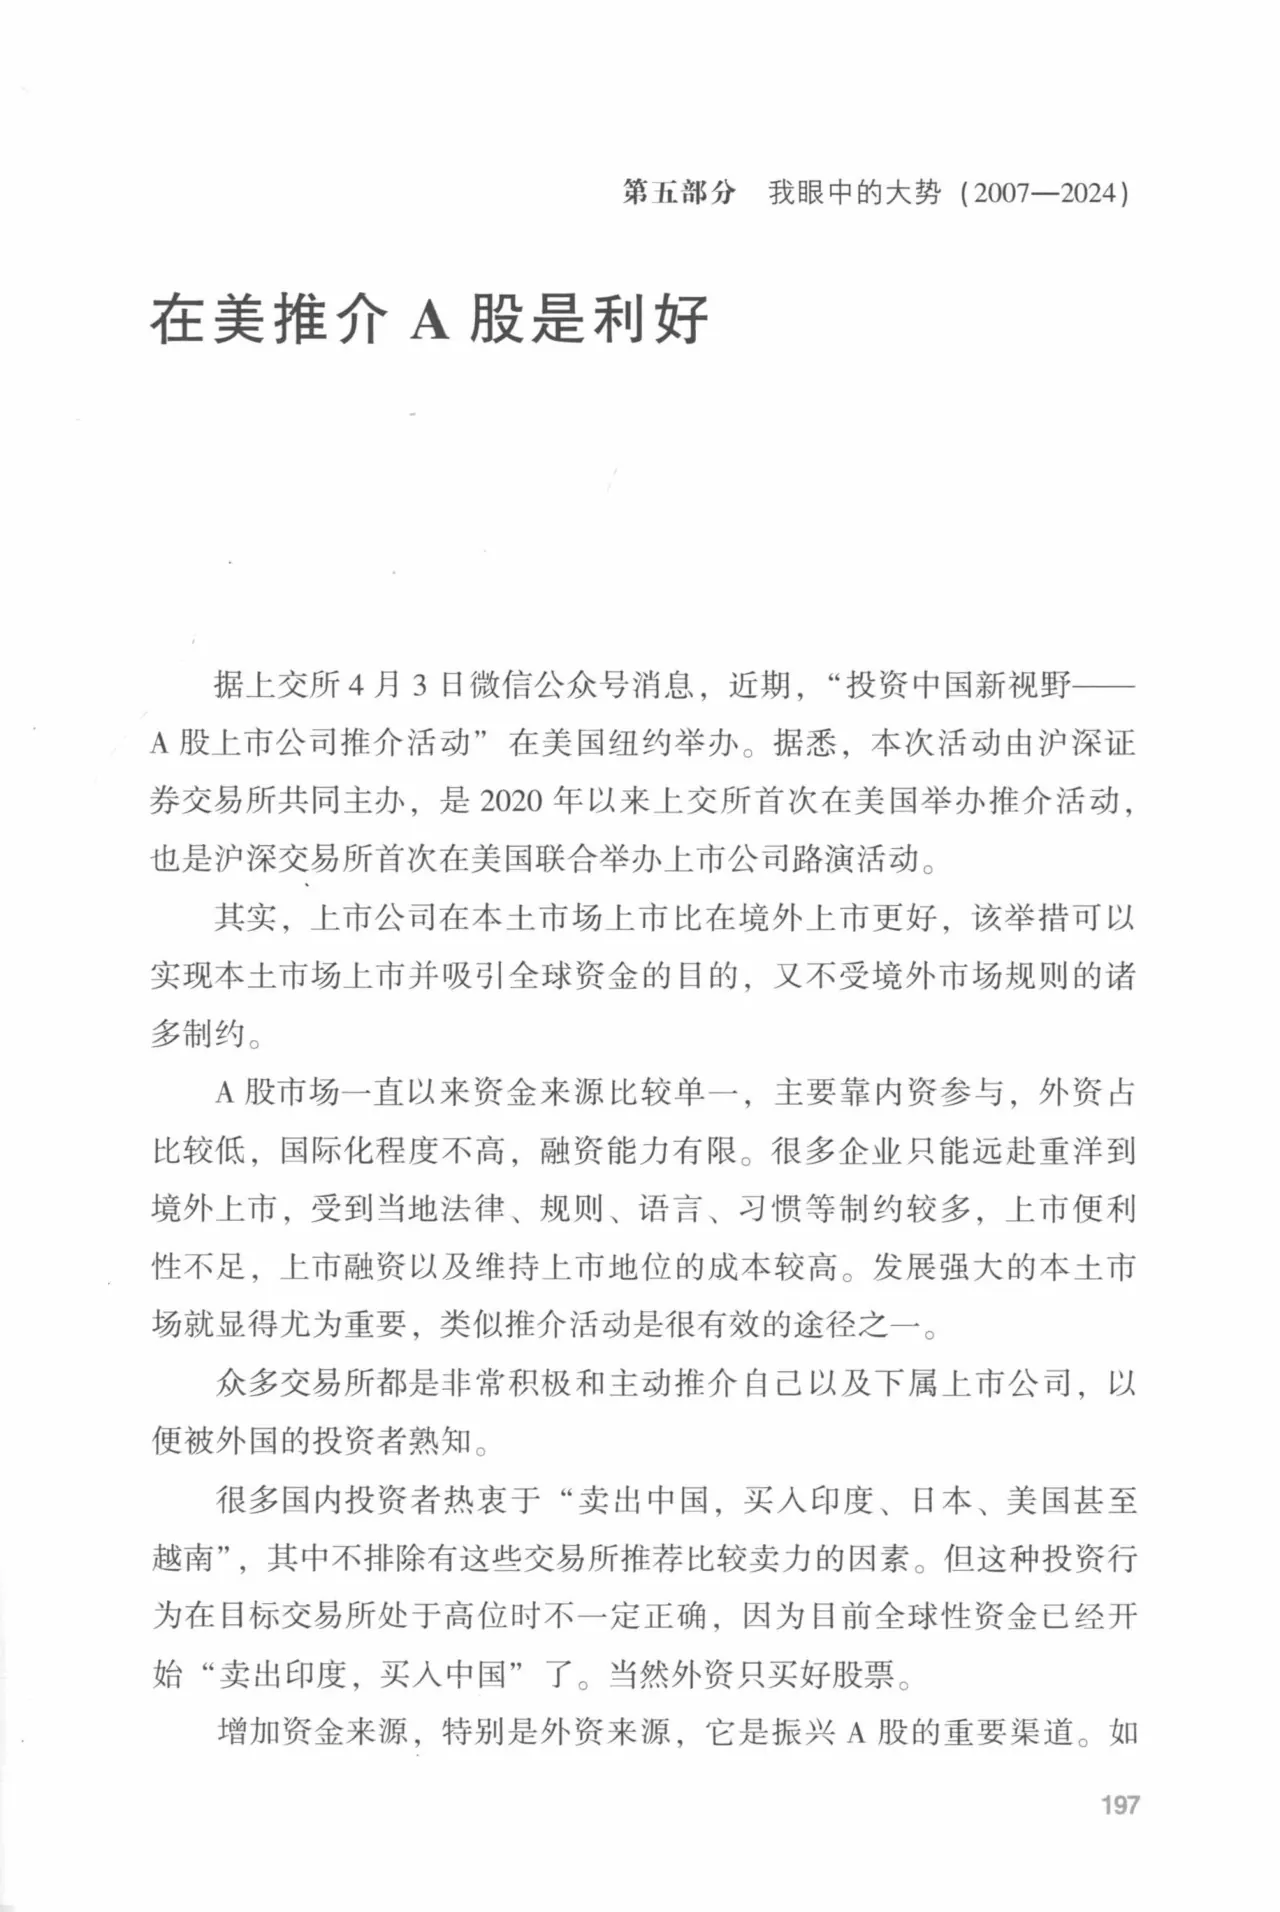 第五部分 我眼中的大势（2007—2024）
在美推介 A 股是利好
据上交所 4 月 3 日微信公众号消息，近期，“投资中国新视野——
A 股上市公司推介活动”在美国纽约举办。据悉，本次活动由沪深证
券交易所共同主办，是 2020 年以来上交所首次在美国举办推介活动，
也是沪深交易所首次在美国联合举办上市公司路演活动。
其实，上市公司在本土市场上市比在境外上市更好，该举措可以
实现本土市场上市并吸引全球资金的目的，又不受境外市场规则的诸
多制约。
A 股市场一直以来资金来源比较单一，主要靠内资参与，外资占
比较低，国际化程度不高，融资能力有限。很多企业只能远赴重洋到
境外上市，受到当地法律、规则、语言、习惯等制约较多，上市便利
性不足，上市融资以及维持上市地位的成本较高。发展强大的本土市
场就显得尤为重要，类似推介活动是很有效的途径之一。
众多交易所都是非常积极和主动推介自己以及下属上市公司，以
便被外国的投资者熟知。
很多国内投资者热衷于“卖出中国，买入印度、日本、美国甚至
越南”，其中不排除有这些交易所推荐比较卖力的因素。但这种投资行
为在目标交易所处于高位时不一定正确，因为目前全球性资金已经开
始“卖出印度，买入中国”了。当然外资只买好股票。
增加资金来源，特别是外资来源，它是振兴 A 股的重要渠道。如
197